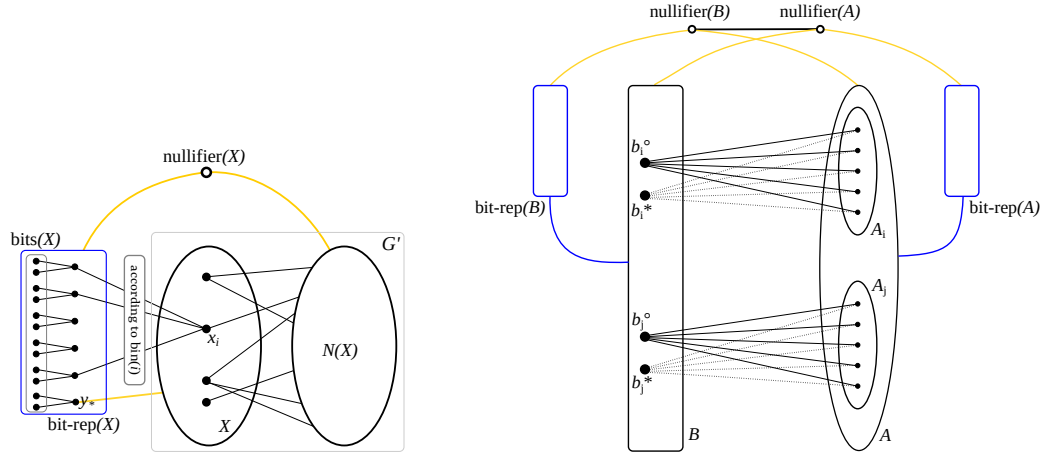 nullifier(X)
bits(X)
G'
according to bin(i)
x_i
N(X)
y_*
X
bit-rep(X)
nullifier(B)
nullifier(A)
b_i°
b_i*
bit-rep(B)
bit-rep(A)
A_i
A_j
b_j°
b_j*
B
A